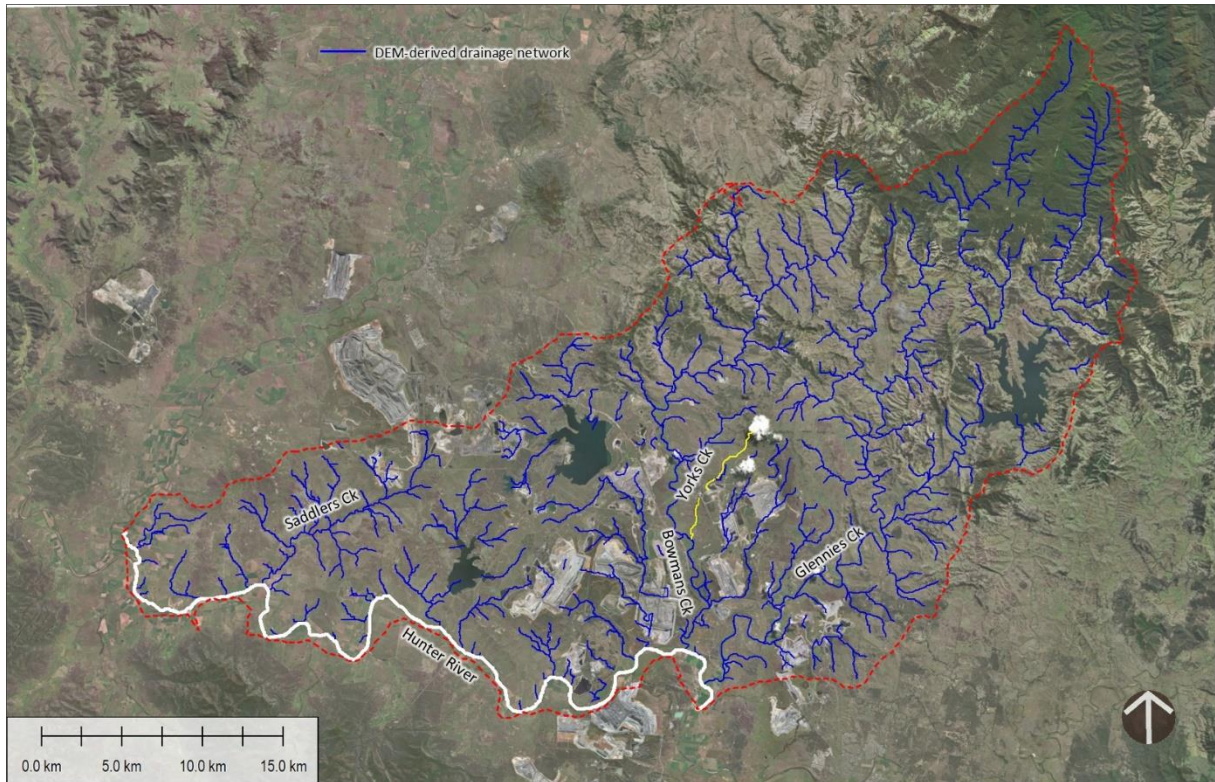 DEM-derived drainage network
Yorks Ck
Saddlers Ck
Bowmans Ck
Glennies Ck
Hunter River
0.0 km 5.0 km 10.0 km 15.0 km